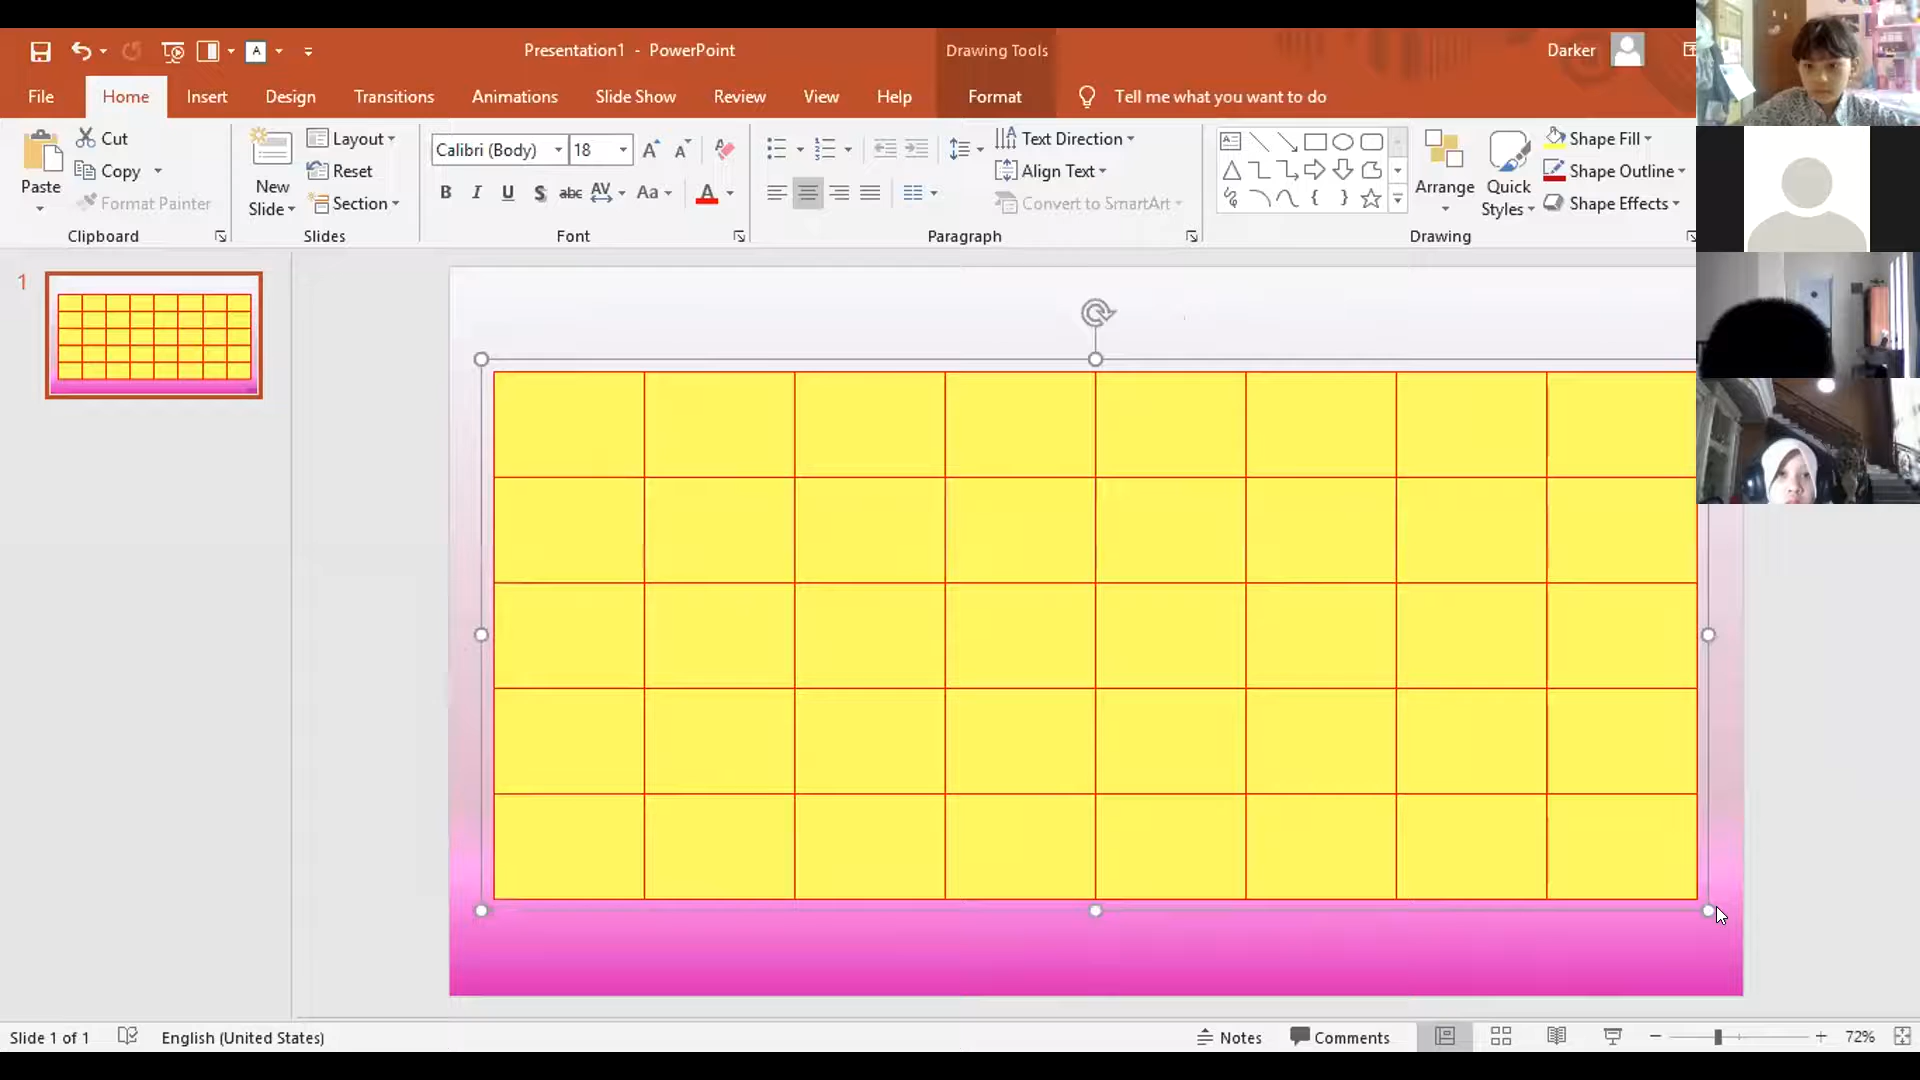 Presentation1 - PowerPoint
Drawing Tools
Darker
File
Home
Insert
Design
Transitions
Animations
Slide Show
Review
View
Help
Format
Tell me what you want to do
Paste
Cut
Copy
Format Painter
Clipboard
New
Slide
Layout
Reset
Section
Slides
Calibri (Body)
18
B I U S abc AV Aa A
Font
Text Direction
Align Text
Convert to SmartArt
Paragraph
Arrange
Quick
Styles
Shape Fill
Shape Outline
Shape Effects
Drawing
1
Slide 1 of 1
English (United States)
Notes
Comments
72%